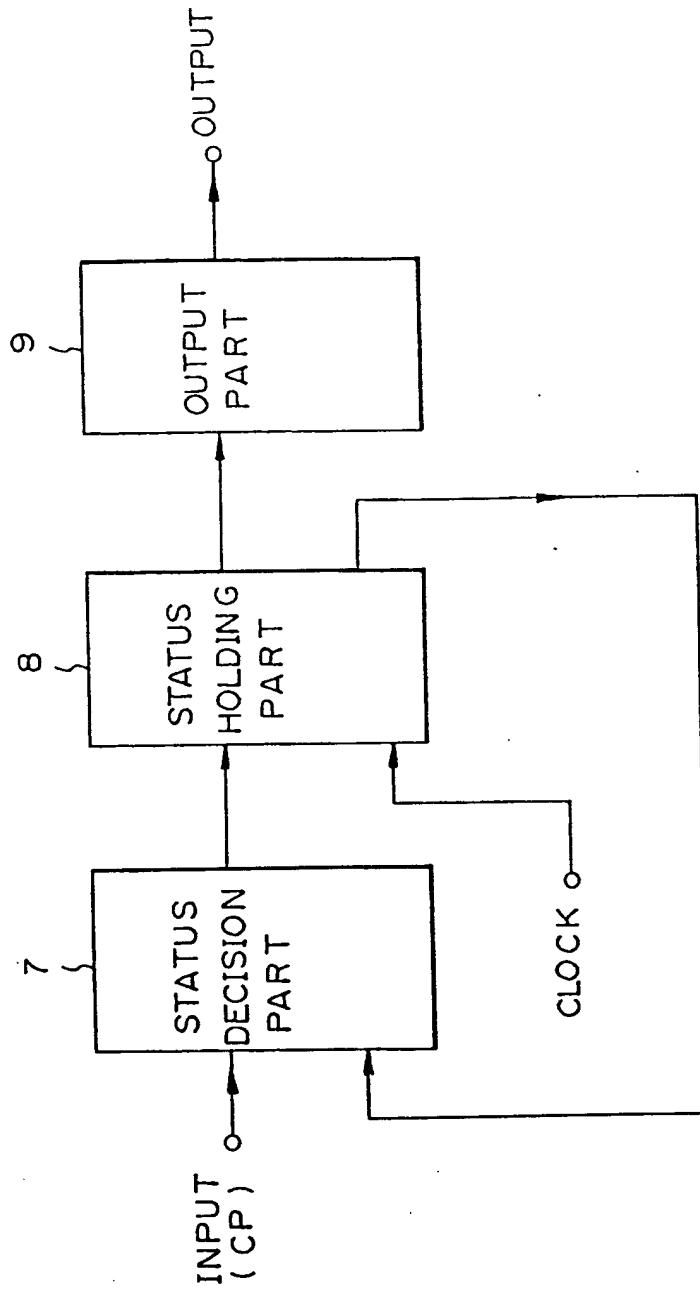 INPUT
(CP)
7
STATUS
DECISION
PART
CLOCK
8
STATUS
HOLDING
PART
9
OUTPUT
PART
OUTPUT